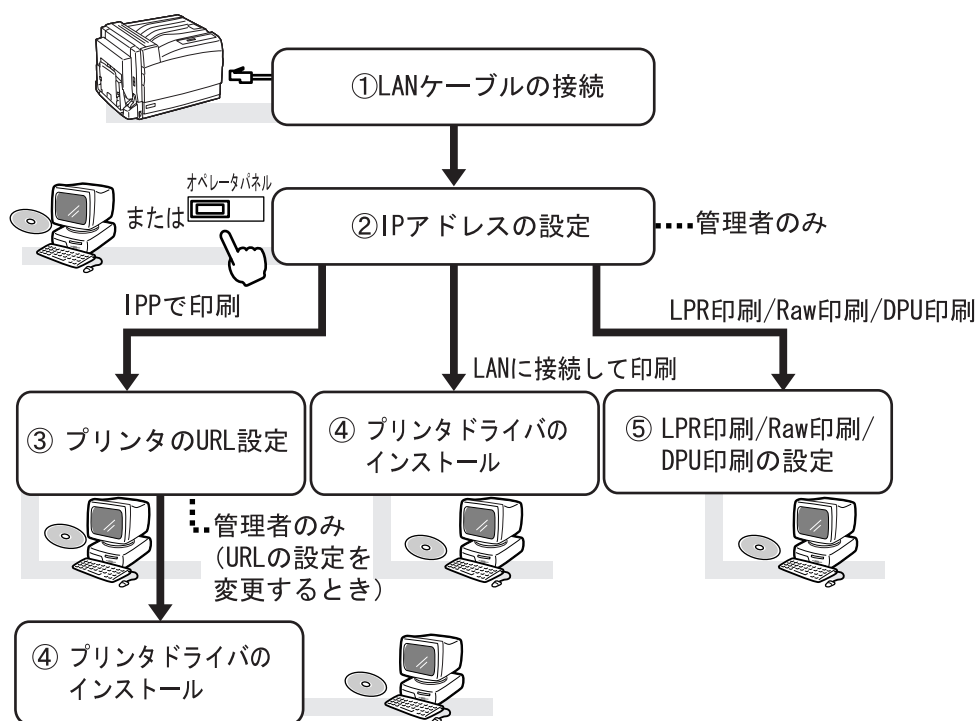 ①LANケーブルの接続
オペレータパネル
または
②IPアドレスの設定
管理者のみ
IPPで印刷
LPR印刷/Raw印刷/DPU印刷
LANに接続して印刷
③ プリンタのURL設定
④ プリンタドライバの
インストール
⑤ LPR印刷/Raw印刷/
DPU印刷の設定
管理者のみ
(URLの設定を
変更するとき)
④ プリンタドライバの
インストール